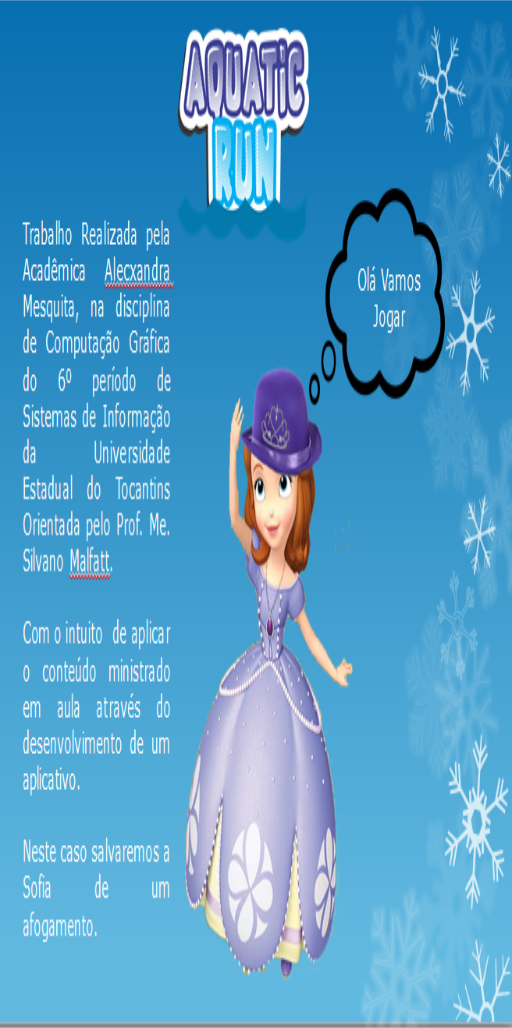 AQUATIC
RUN
Trabalho Realizada pela
Acadêmica Alecxandra
Mesquita, na disciplina
de Computação Gráfica
do 6º período de
Sistemas de Informação
da Universidade
Estadual do Tocantins
Orientada pelo Prof. Me.
Silvano Malfatt.
Com o intuito de aplicar
o conteúdo ministrado
em aula através do
desenvolvimento de um
aplicativo.
Neste caso salvaremos a
Sofia de um
afogamento.
Olá Vamos
Jogar